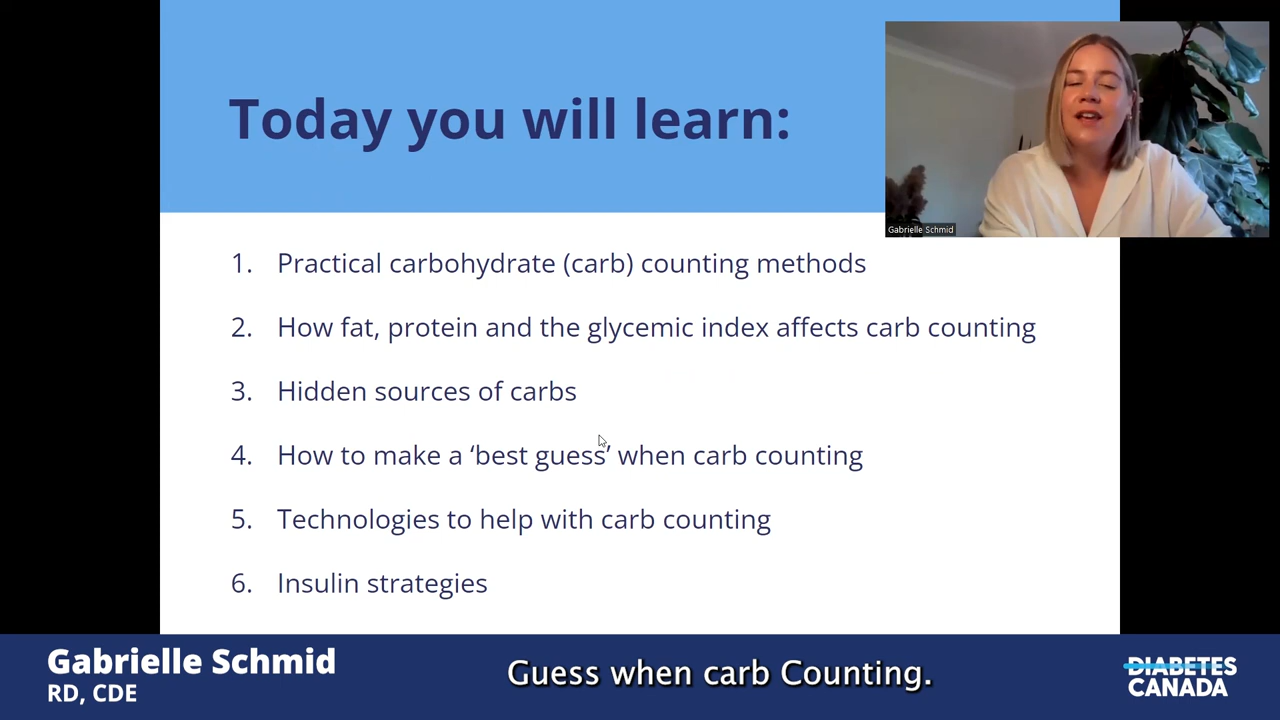 Today you will learn:
Gabrielle Schmid
1. Practical carbohydrate (carb) counting methods
2. How fat, protein and the glycemic index affects carb counting
3. Hidden sources of carbs
4. How to make a ‘best guess’ when carb counting
5. Technologies to help with carb counting
6. Insulin strategies
Gabrielle Schmid
RD, CDE
Guess when carb Counting.
DIABETES
CANADA